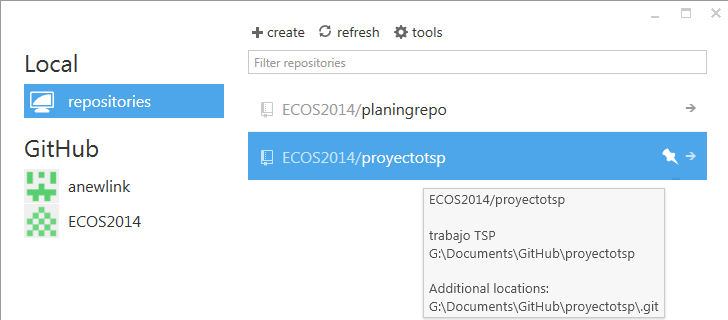 create refresh tools
Local
Filter repositories
repositories
ECOS2014/planingrepo
GitHub
ECOS2014/proyectotsp
anewlink
ECOS2014
ECOS2014/proyectotsp
trabajo TSP
G:\Documents\GitHub\proyectotsp
Additional locations:
G:\Documents\GitHub\proyectotsp\.git